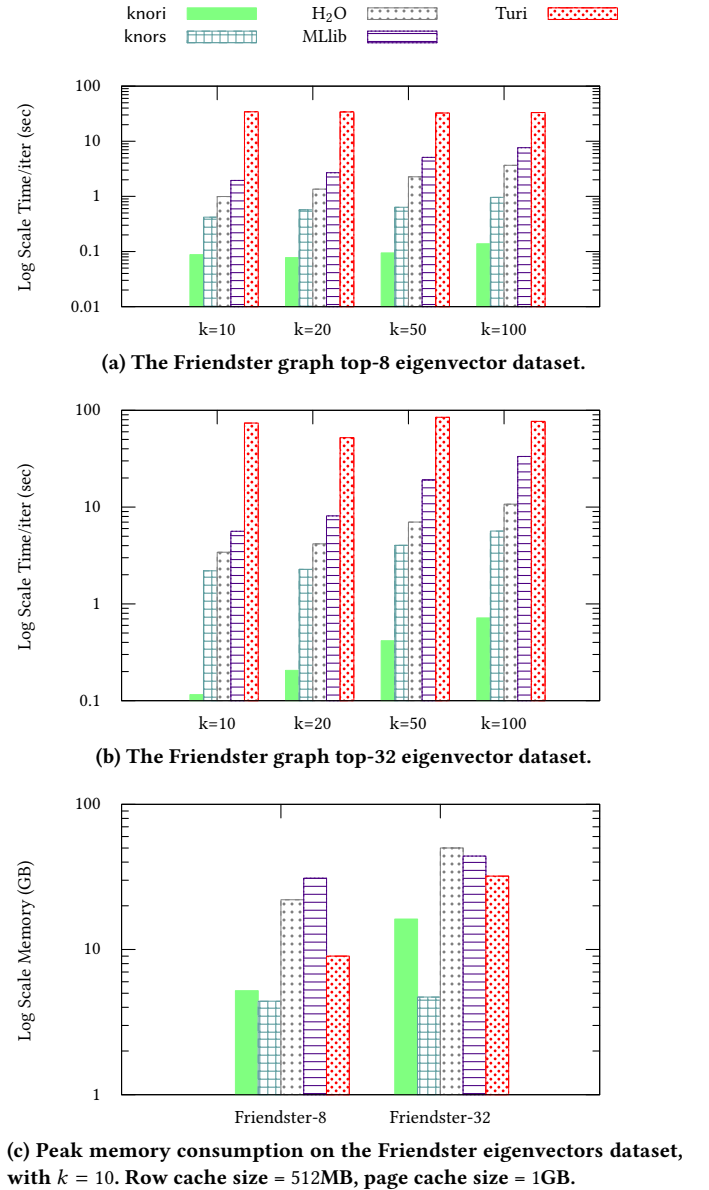 knori H₂O Turi
knors MLlib
100
10
1
0.1
0.01
Log Scale Time/iter (sec)
k=10 k=20 k=50 k=100
(a) The Friendster graph top-8 eigenvector dataset.
100
10
1
0.1
Log Scale Time/iter (sec)
k=10 k=20 k=50 k=100
(b) The Friendster graph top-32 eigenvector dataset.
100
10
1
Log Scale Memory (GB)
Friendster-8 Friendster-32
(c) Peak memory consumption on the Friendster eigenvectors dataset,
with k = 10. Row cache size = 512MB, page cache size = 1GB.